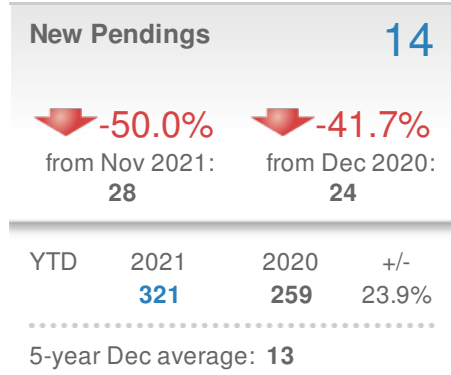 New Pendings 14
-50.0% -41.7%
from Nov 2021: from Dec 2020:
28 24
YTD 2021 2020 +/-
321 259 23.9%
5-year Dec average: 13